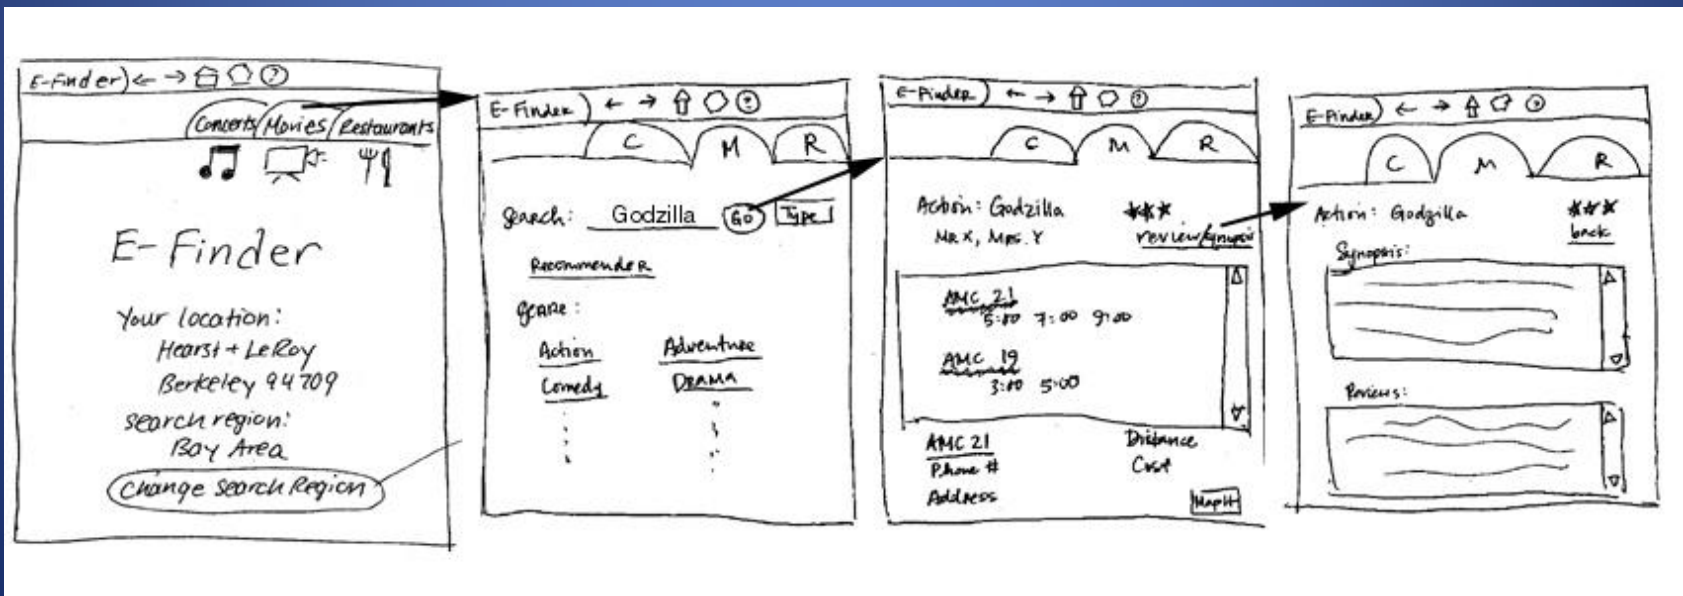 E-Finder
Concerts Movies Restaurants
E-Finder
Your location:
Hearst + LeRoy
Berkeley 94709
search region:
Bay Area
Change Search Region
E-Finder
C M R
Search: Godzilla Go Type
Recommender
Genre:
Action Adventure
Comedy Drama
E-Finder
C M R
Action: Godzilla ***
Mr X, Mrs. Y review/synopsis
AMC 21
5:00 7:00 9:00
AMC 19
3:00 5:00
AMC 21 Distance
Phone # Cost
Address
Map It
E-Finder
C M R
Action: Godzilla ***
back
Synopsis:
Reviews: